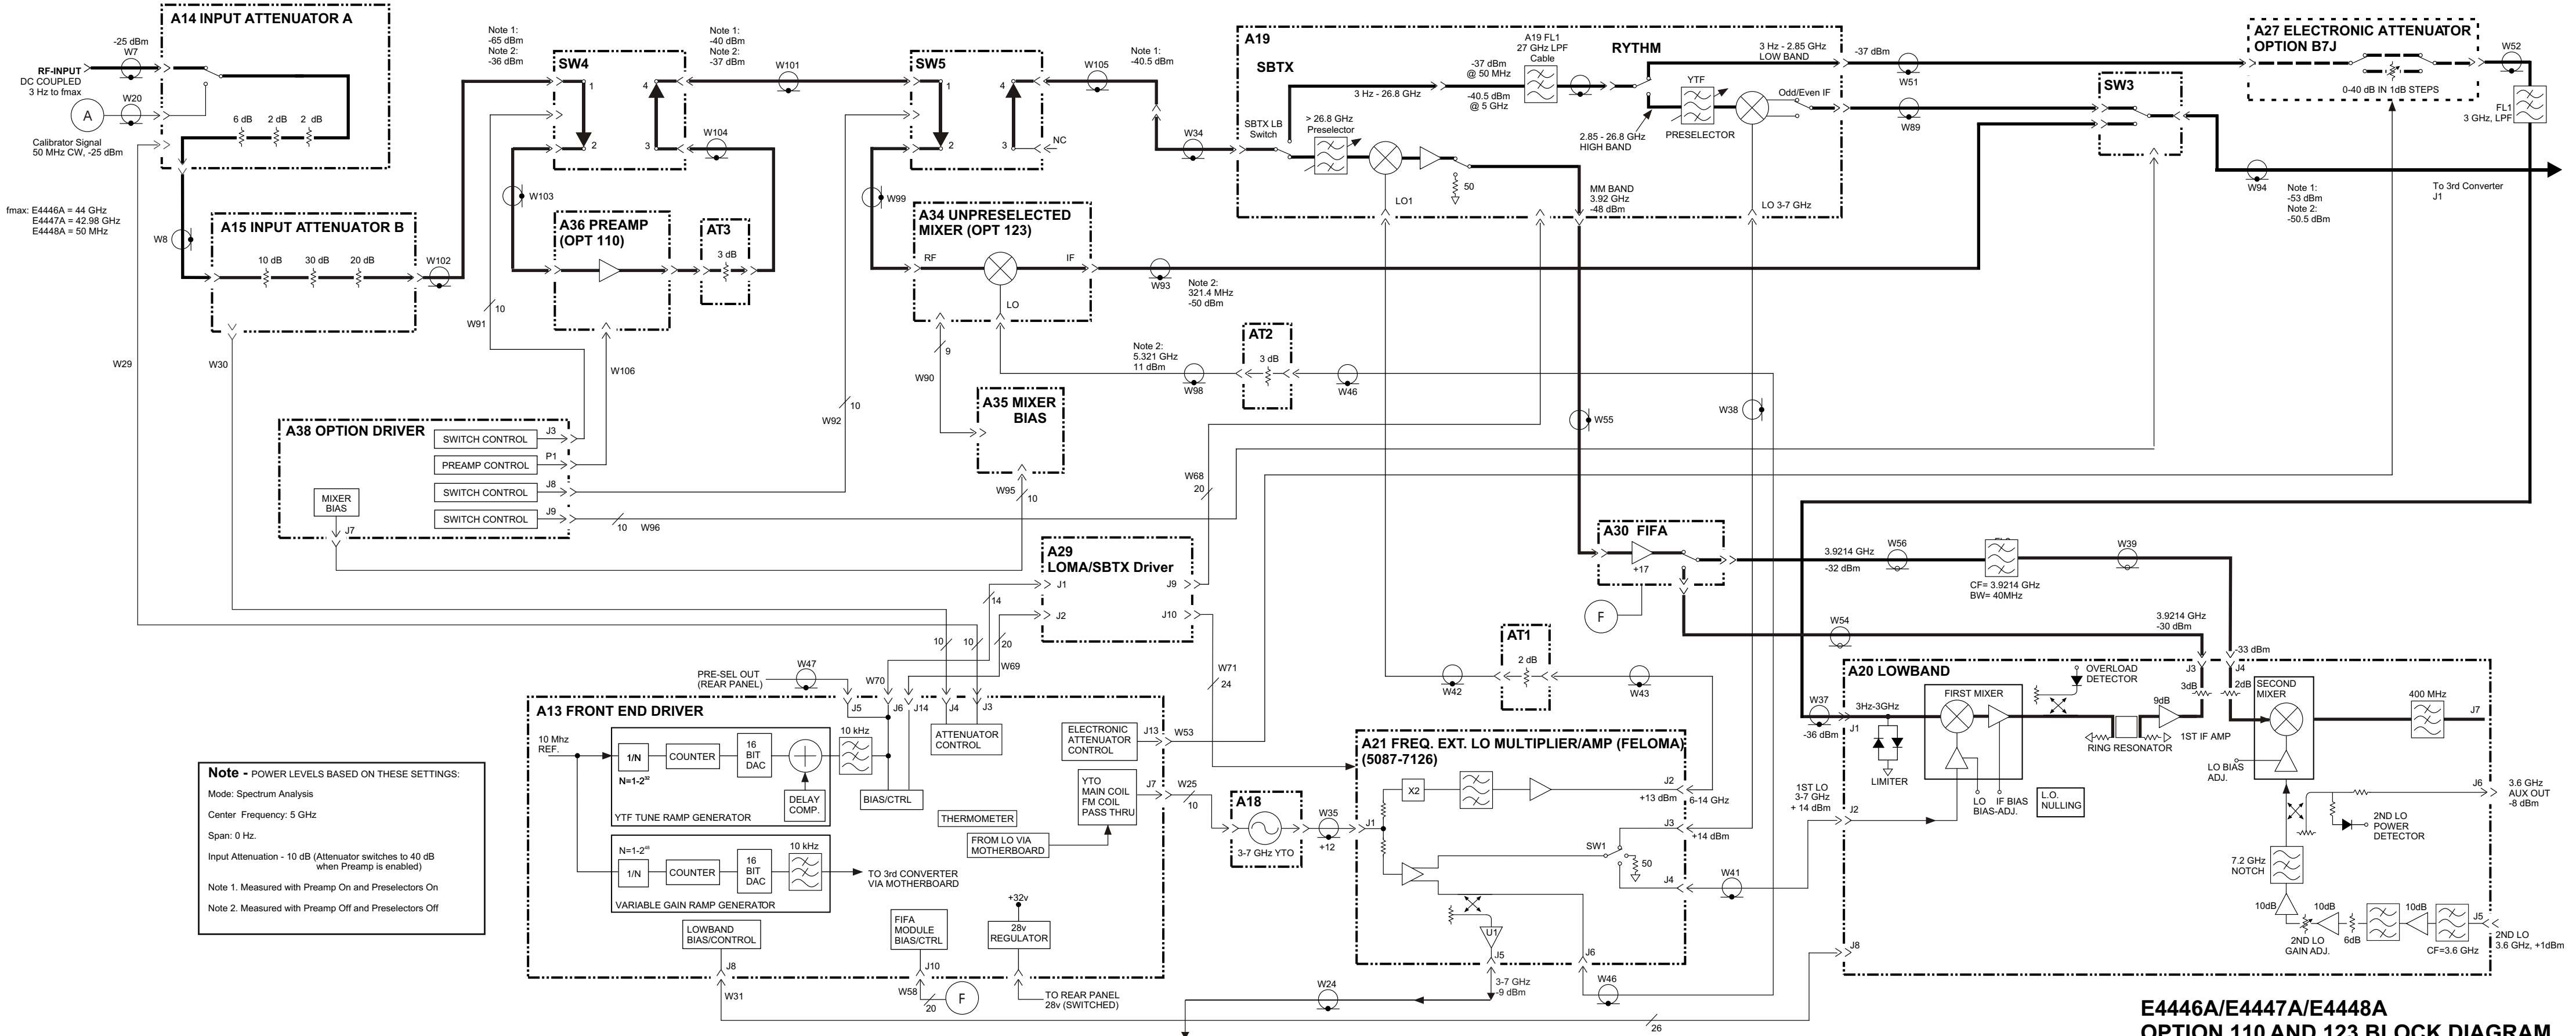 A14 INPUT ATTENUATOR A
-25 dBm
W7
RF-INPUT
DC COUPLED
3 Hz to fmax
W20
A
Calibrator Signal
50 MHz CW, -25 dBm
6 dB
2 dB
2 dB
fmax: E4446A = 44 GHz
E4447A = 42.98 GHz
E4448A = 50 MHz
W8
A15 INPUT ATTENUATOR B
10 dB
30 dB
20 dB
W102
W29
W30
Note 1:
-65 dBm
Note 2:
-36 dBm
SW4
1
2
4
3
Note 1:
-40 dBm
Note 2:
-37 dBm
W101
W104
W103
A36 PREAMP
(OPT 110)
AT3
3 dB
W91
10
W106
SW5
1
2
4
3
NC
W105
Note 1:
-40.5 dBm
W99
A34 UNPRESELECTED
MIXER (OPT 123)
RF
IF
LO
W93
Note 2:
321.4 MHz
-50 dBm
W34
9
W90
A35 MIXER
BIAS
Note 2:
5.321 GHz
11 dBm
W98
AT2
3 dB
W46
10
W92
W95
10
A19
SBTX
A19 FL1
27 GHz LPF
Cable
RYTHM
3 Hz - 2.85 GHz
LOW BAND
-37 dBm
@ 50 MHz
3 Hz - 26.8 GHz
-40.5 dBm
@ 5 GHz
YTF
Odd/Even IF
PRESELECTOR
SBTX LB
Switch
> 26.8 GHz
Preselector
2.85 - 26.8 GHz
HIGH BAND
50
LO1
MM BAND
3.92 GHz
-48 dBm
LO 3-7 GHz
-37 dBm
W51
W89
SW3
A27 ELECTRONIC ATTENUATOR
OPTION B7J
0-40 dB IN 1dB STEPS
W52
FL1
3 GHz, LPF
W94
Note 1:
-53 dBm
Note 2:
-50.5 dBm
To 3rd Converter
J1
A38 OPTION DRIVER
SWITCH CONTROL
J3
PREAMP CONTROL
P1
SWITCH CONTROL
J8
SWITCH CONTROL
J9
MIXER
BIAS
J7
10
W96
W68
20
W55
W38
A29
LOMA/SBTX Driver
J1
J2
J9
J10
14
20
10
10
W69
W70
W71
24
A30 FIFA
+17
F
3.9214 GHz
-32 dBm
W56
CF= 3.9214 GHz
BW= 40MHz
W39
W54
3.9214 GHz
-30 dBm
-33 dBm
AT1
2 dB
W42
W43
PRE-SEL OUT
(REAR PANEL)
W47
A13 FRONT END DRIVER
J5
J6
J14
J4
J3
10 Mhz
REF.
1/N
COUNTER
16
BIT
DAC
10 kHz
N=1-2³²
DELAY
COMP.
BIAS/CTRL
YTF TUNE RAMP GENERATOR
ATTENUATOR
CONTROL
ELECTRONIC
ATTENUATOR
CONTROL
J13
W53
YTO
MAIN COIL
FM COIL
PASS THRU
J7
W25
10
THERMOMETER
FROM LO VIA
MOTHERBOARD
1/N
COUNTER
16
BIT
DAC
10 kHz
TO 3rd CONVERTER
VIA MOTHERBOARD
VARIABLE GAIN RAMP GENERATOR
LOWBAND
BIAS/CONTROL
J8
W31
FIFA
MODULE
BIAS/CTRL
J10
W58
20
F
+32v
28v
REGULATOR
TO REAR PANEL
28v (SWITCHED)
Note - POWER LEVELS BASED ON THESE SETTINGS:
Mode: Spectrum Analysis
Center Frequency: 5 GHz
Span: 0 Hz.
Input Attenuation - 10 dB (Attenuator switches to 40 dB
when Preamp is enabled)
Note 1. Measured with Preamp On and Preselectors On
Note 2. Measured with Preamp Off and Preselectors Off
A18
3-7 GHz YTO
W35
+12
A21 FREQ. EXT. LO MULTIPLIER/AMP (FELOMA)
(5087-7126)
X2
J1
J2
+13 dBm
6-14 GHz
J3
+14 dBm
SW1
50
J4
W41
U1
J5
J6
3-7 GHz
-9 dBm
W24
W46
26
A20 LOWBAND
W37
-36 dBm
3Hz-3GHz
J1
LIMITER
FIRST MIXER
LO
BIAS-ADJ.
IF BIAS
OVERLOAD
DETECTOR
L.O.
NULLING
RING RESONATOR
9dB
1ST IF AMP
3dB
J3
J4
2dB
SECOND
MIXER
400 MHz
J7
LO BIAS
ADJ.
1ST LO
3-7 GHz
+ 14 dBm
J2
J6
3.6 GHz
AUX OUT
-8 dBm
2ND LO
POWER
DETECTOR
7.2 GHz
NOTCH
10dB
10dB
2ND LO
GAIN ADJ.
6dB
10dB
CF=3.6 GHz
J5
2ND LO
3.6 GHz, +1dBm
J8
E4446A/E4447A/E4448A
OPTION 110 AND 123 BLOCK DIAGRAM